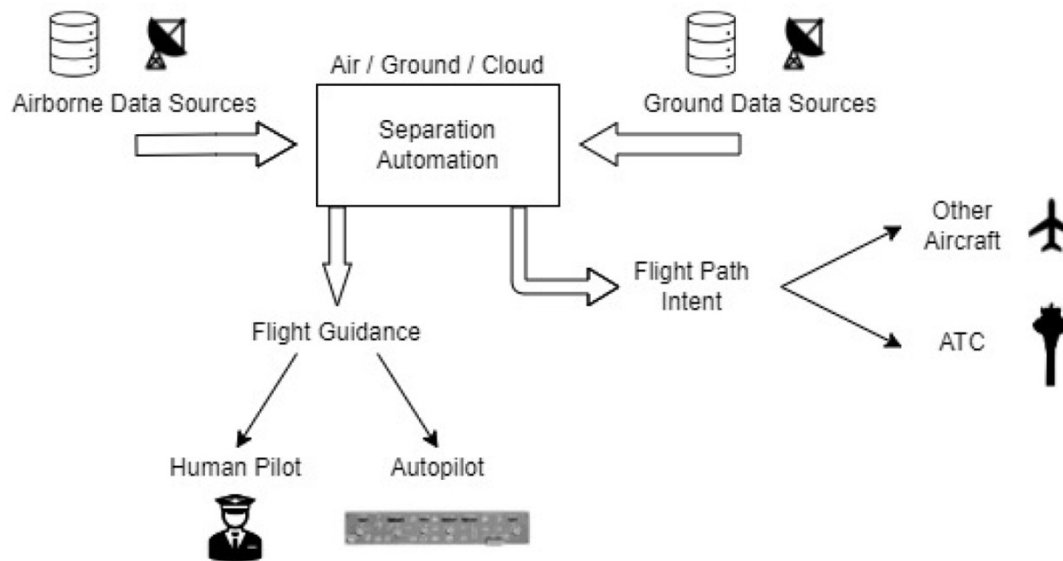 Air / Ground / Cloud
Airborne Data Sources
Ground Data Sources
Separation
Automation
Other
Aircraft
Flight Path
Intent
Flight Guidance
ATC
Human Pilot
Autopilot